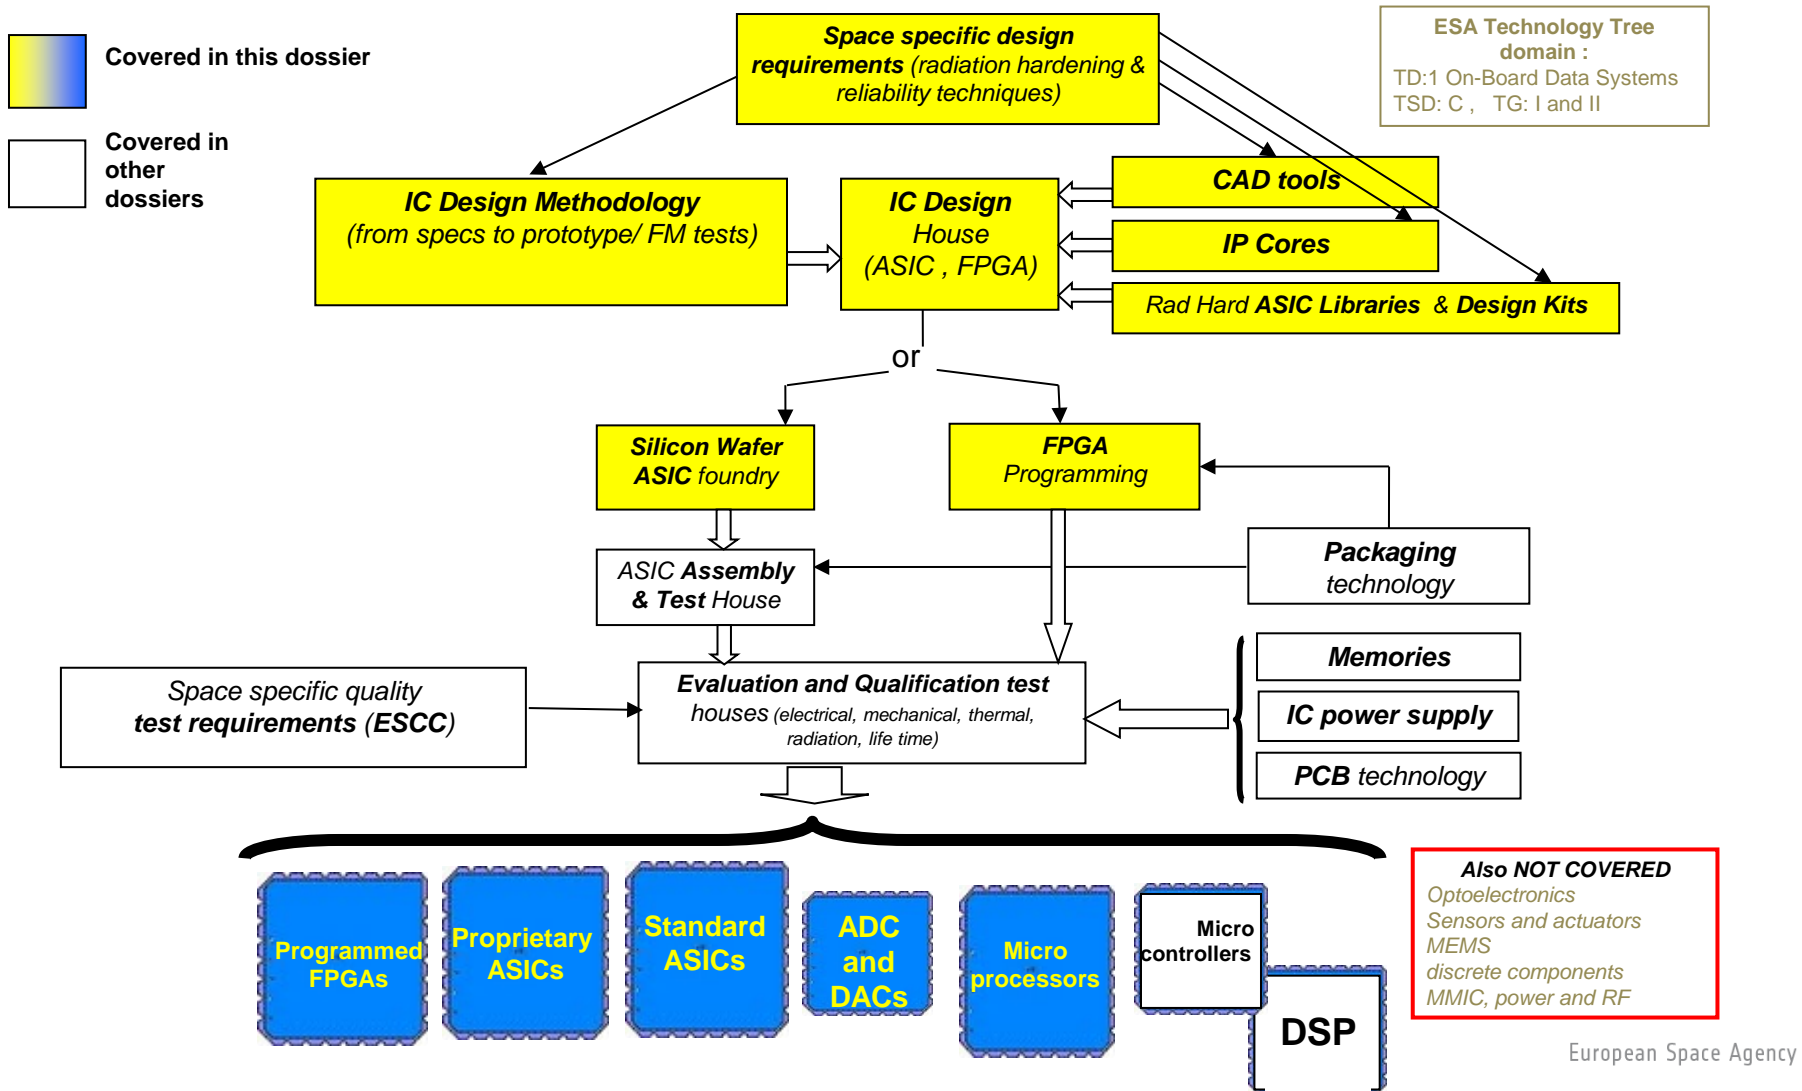 Covered in this dossier
Covered in
other
dossiers
Space specific design
requirements (radiation hardening &
reliability techniques)
ESA Technology Tree
domain :
TD:1 On-Board Data Systems
TSD: C , TG: I and II
IC Design Methodology
(from specs to prototype/ FM tests)
IC Design
House
(ASIC , FPGA)
CAD tools
IP Cores
Rad Hard ASIC Libraries & Design Kits
or
Silicon Wafer
ASIC foundry
FPGA
Programming
ASIC Assembly
& Test House
Packaging
technology
Space specific quality
test requirements (ESCC)
Evaluation and Qualification test
houses (electrical, mechanical, thermal,
radiation, life time)
Memories
IC power supply
PCB technology
Programmed
FPGAs
Proprietary
ASICs
Standard
ASICs
ADC
and
DACs
Micro
processors
Micro
controllers
DSP
Also NOT COVERED
Optoelectronics
Sensors and actuators
MEMS
discrete components
MMIC, power and RF
European Space Agency